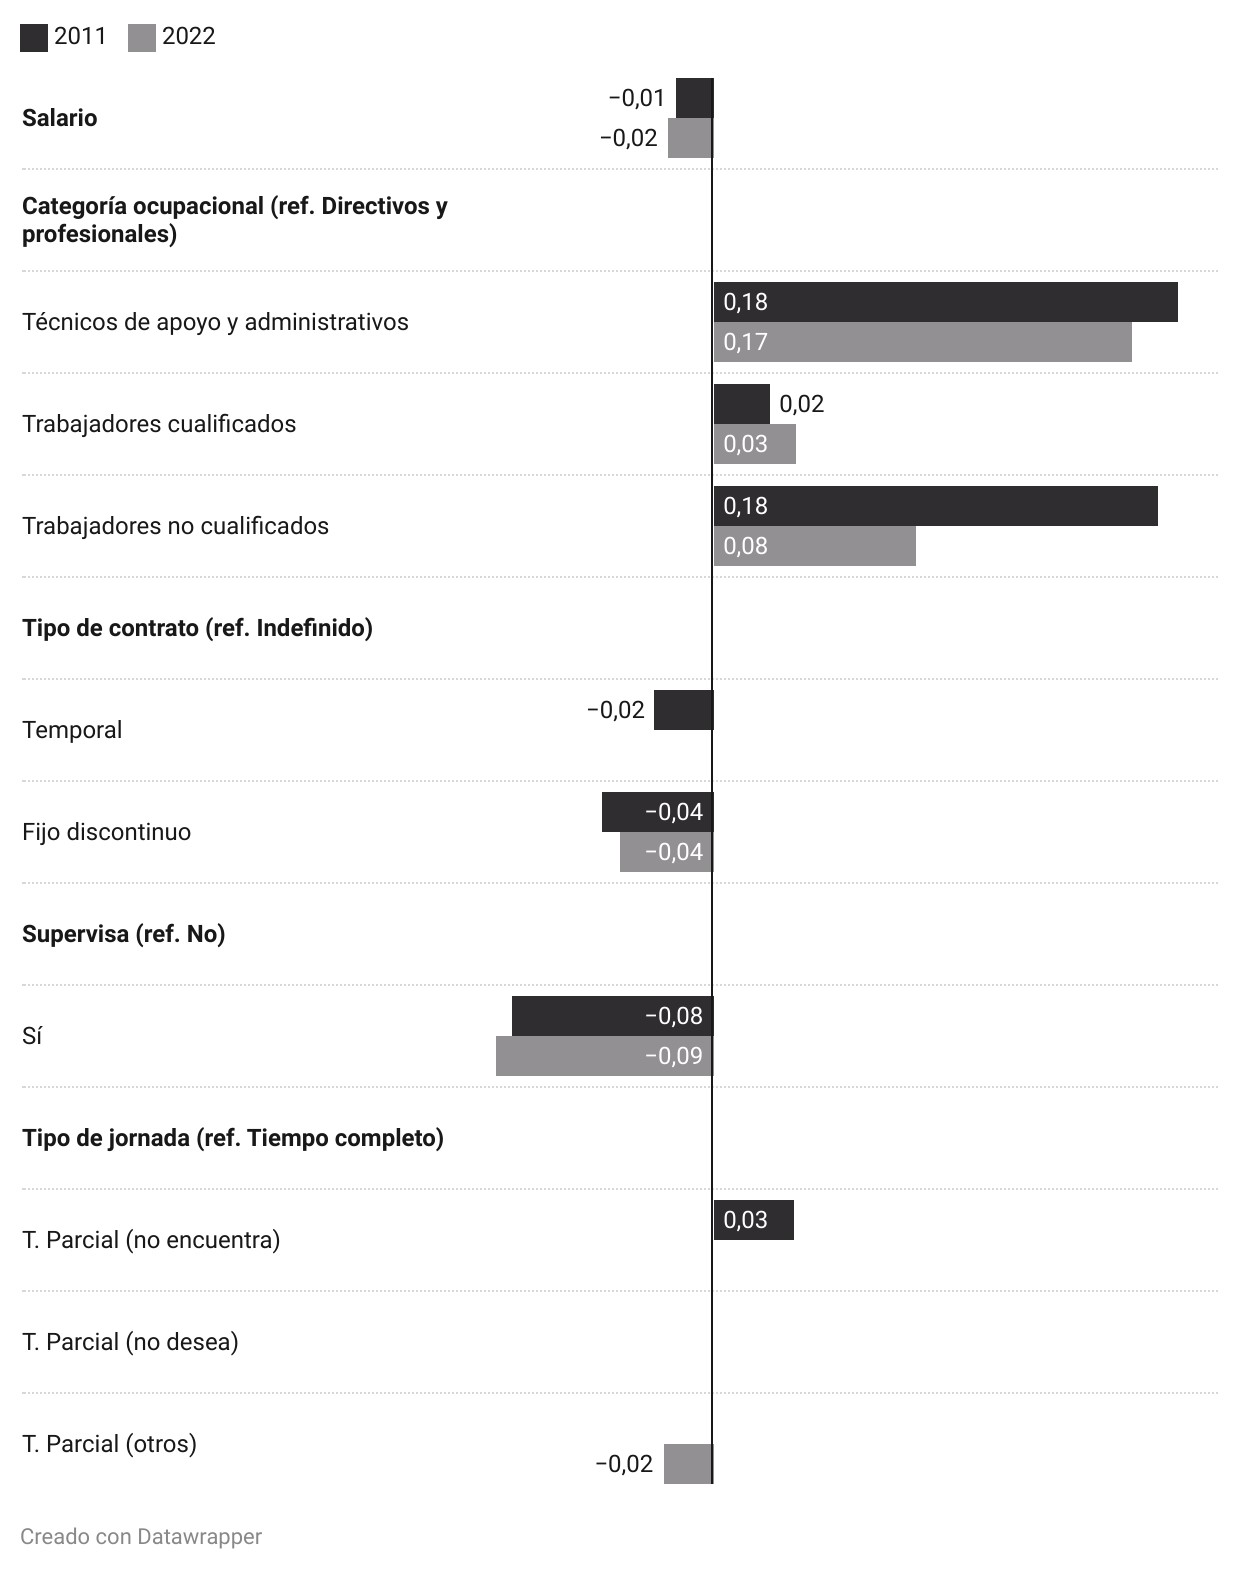 2011 2022
Salario
−0,01
−0,02
Categoría ocupacional (ref. Directivos y
profesionales)
Técnicos de apoyo y administrativos
0,18
0,17
Trabajadores cualificados
0,02
0,03
Trabajadores no cualificados
0,18
0,08
Tipo de contrato (ref. Indefinido)
Temporal
−0,02
Fijo discontinuo
−0,04
−0,04
Supervisa (ref. No)
Sí
−0,08
−0,09
Tipo de jornada (ref. Tiempo completo)
T. Parcial (no encuentra)
0,03
T. Parcial (no desea)
T. Parcial (otros)
−0,02
Creado con Datawrapper